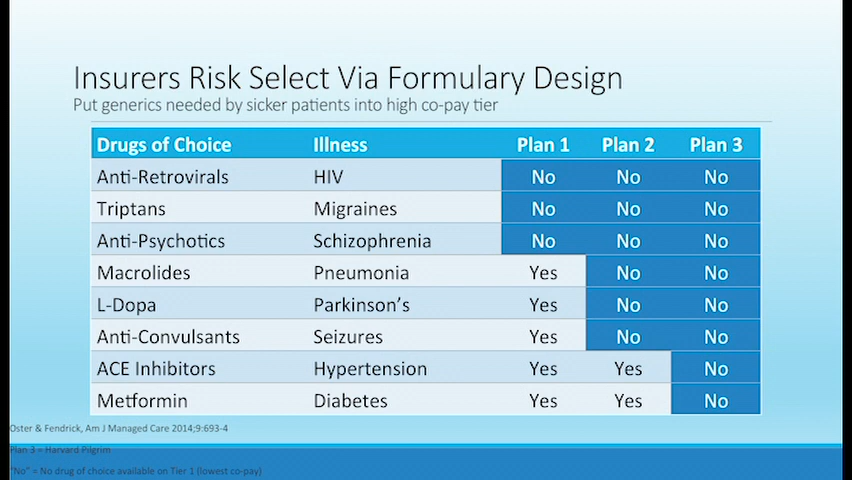 Insurers Risk Select Via Formulary Design
Put generics needed by sicker patients into high co-pay tier
Drugs of Choice Illness Plan 1 Plan 2 Plan 3
Anti-Retrovirals HIV No No No
Triptans Migraines No No No
Anti-Psychotics Schizophrenia No No No
Macrolides Pneumonia Yes No No
L-Dopa Parkinson’s Yes No No
Anti-Convulsants Seizures Yes No No
ACE Inhibitors Hypertension Yes Yes No
Metformin Diabetes Yes Yes No
Oster & Fendrick, Am J Managed Care 2014;9:693-4
Plan 3 = Harvard Pilgrim
"No" = No drug of choice available on Tier 1 (lowest co-pay)